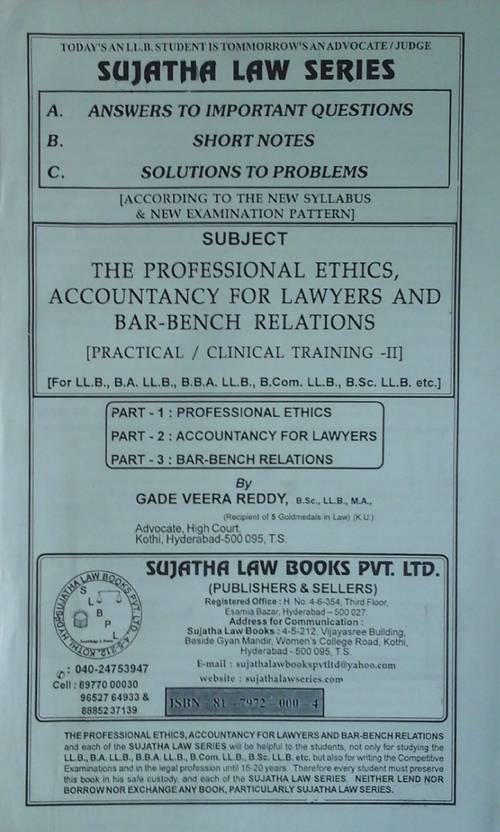 TODAY'S AN LL.B. STUDENT IS TOMMORROW'S AN ADVOCATE / JUDGE
SUJATHA LAW SERIES
A. ANSWERS TO IMPORTANT QUESTIONS
B. SHORT NOTES
C. SOLUTIONS TO PROBLEMS
[ACCORDING TO THE NEW SYLLABUS
& NEW EXAMINATION PATTERN]
SUBJECT
THE PROFESSIONAL ETHICS,
ACCOUNTANCY FOR LAWYERS AND
BAR-BENCH RELATIONS
[PRACTICAL / CLINICAL TRAINING -II]
[For LL.B., B.A. LL.B., B.B.A. LL.B., B.Com. LL.B., B.Sc. LL.B. etc.]
PART - 1 : PROFESSIONAL ETHICS
PART - 2 : ACCOUNTANCY FOR LAWYERS
PART - 3 : BAR-BENCH RELATIONS
By
GADE VEERA REDDY, B.Sc., LL.B., M.A.,
(Recipient of 5 Goldmedals in Law) (K.U.)
Advocate, High Court,
Kothi, Hyderabad-500 095, T.S.
SUJATHA LAW BOOKS PVT. LTD.
(PUBLISHERS & SELLERS)
Registered Office : H. No. 4-6-354, Third Floor,
Esamia Bazar, Hyderabad – 500 027.
Address for Communication :
Sujatha Law Books : 4-5-212, Vijayasree Building,
Beside Gyan Mandir, Women's College Road, Kothi,
Hyderabad - 500 095, T.S.
E-mail : sujathalawbookspvtltd@yahoo.com
website : sujathalawseries.com
SUJATHA LAW BOOKS PVT. LTD.
4-5-212, KOTHI, HYD.
S L B P L
✆ : 040-24753947
Cell : 89770 00030
96527 64933 &
88852 37139
ISBN - 81 - 7972 - 000 - 4
THE PROFESSIONAL ETHICS, ACCOUNTANCY FOR LAWYERS AND BAR-BENCH RELATIONS
and each of the SUJATHA LAW SERIES will be helpful to the students, not only for studying the
LL.B., B.A. LL.B., B.B.A. LL.B., B.Com. LL.B., B.Sc. LL.B. etc. but also for writing the Competitive
Examinations and in the legal profession until 15-20 years. Therefore every student must preserve
this book in his safe custody, and each of the SUJATHA LAW SERIES. NEITHER LEND NOR
BORROW NOR EXCHANGE ANY BOOK, PARTICULARLY SUJATHA LAW SERIES.